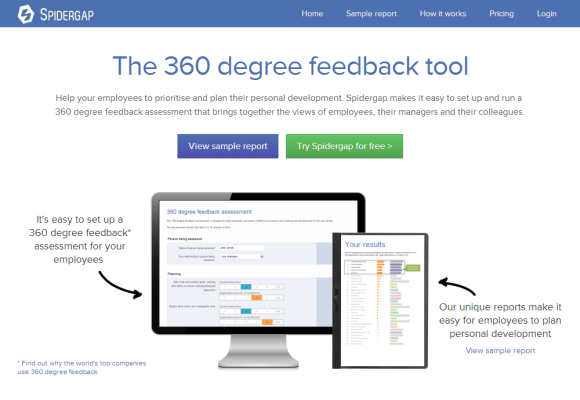 SPIDERGAP
Home
Sample report
How it works
Pricing
Login
The 360 degree feedback tool
Help your employees to prioritise and plan their personal development. Spidergap makes it easy to set up and run a
360 degree feedback assessment that brings together the views of employees, their managers and their colleagues.
View sample report
Try Spidergap for free >
It's easy to set up a
360 degree feedback*
assessment for your
employees
360 degree feedback assessment
Person being assessed
Planning
Your results
Our unique reports make it
easy for employees to plan
personal development
View sample report
* Find out why the world's top companies
use 360 degree feedback